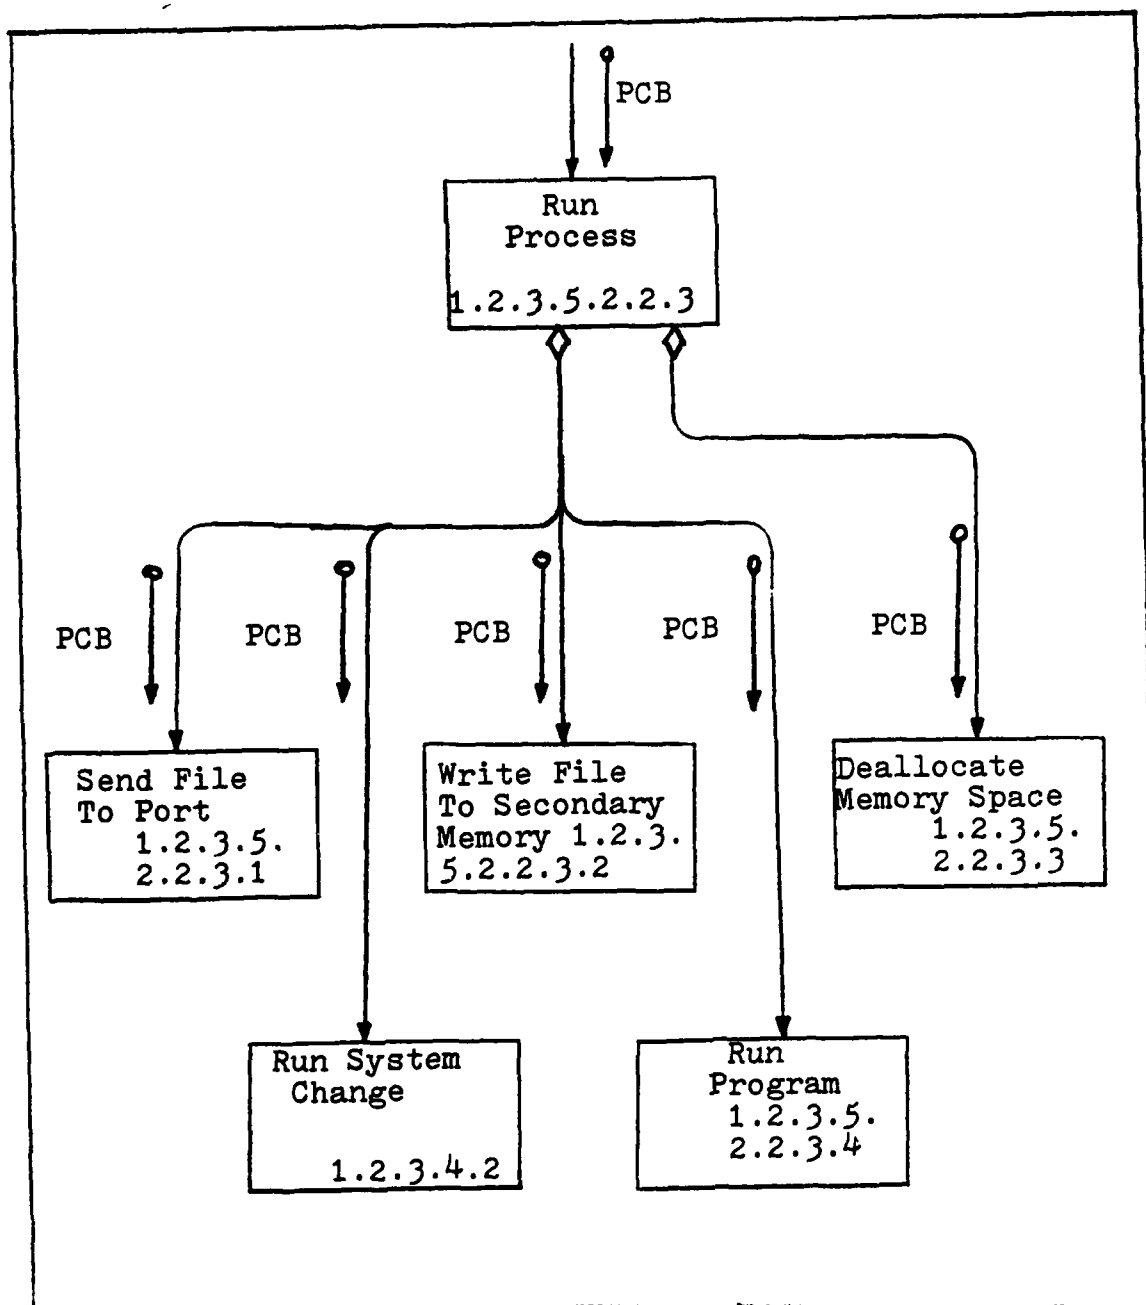 PCB
Run
Process
1.2.3.5.2.2.3
PCB
PCB
PCB
PCB
PCB
Send File
To Port
1.2.3.5.
2.2.3.1
Write File
To Secondary
Memory 1.2.3.
5.2.2.3.2
Deallocate
Memory Space
1.2.3.5.
2.2.3.3
Run System
Change
1.2.3.4.2
Run
Program
1.2.3.5.
2.2.3.4